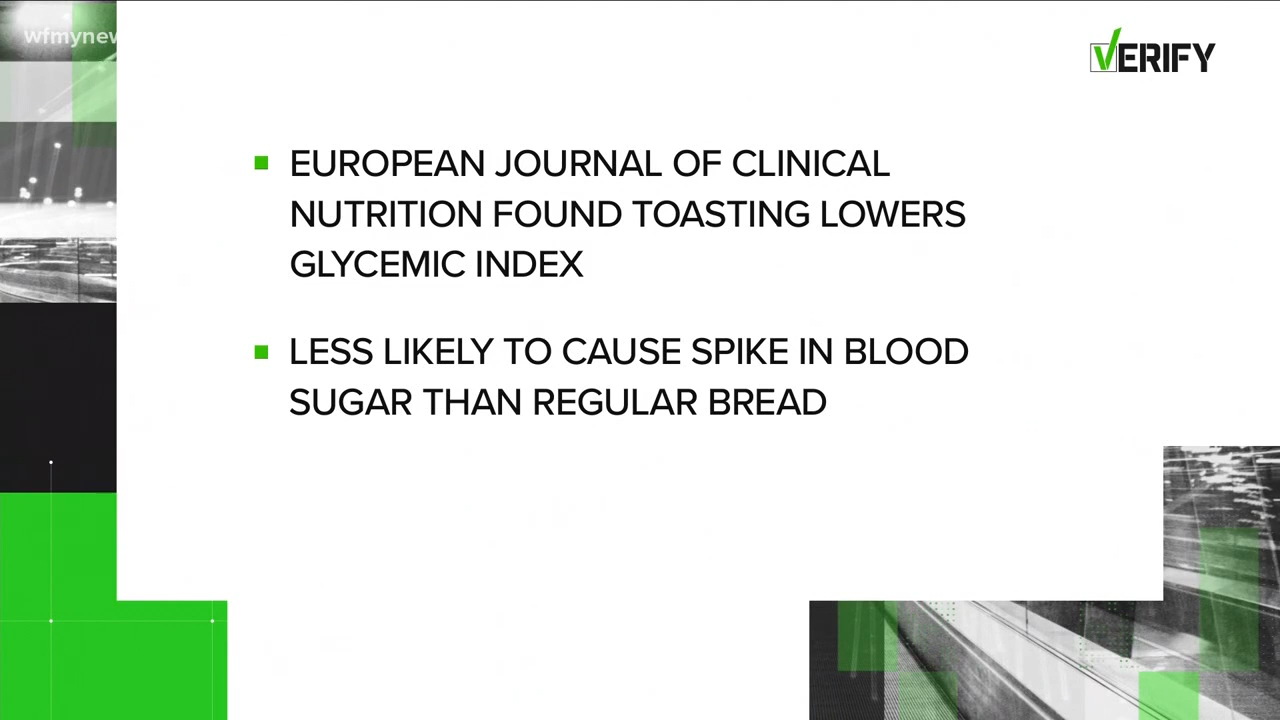 wfmynew
VERIFY
EUROPEAN JOURNAL OF CLINICAL
NUTRITION FOUND TOASTING LOWERS
GLYCEMIC INDEX
LESS LIKELY TO CAUSE SPIKE IN BLOOD
SUGAR THAN REGULAR BREAD